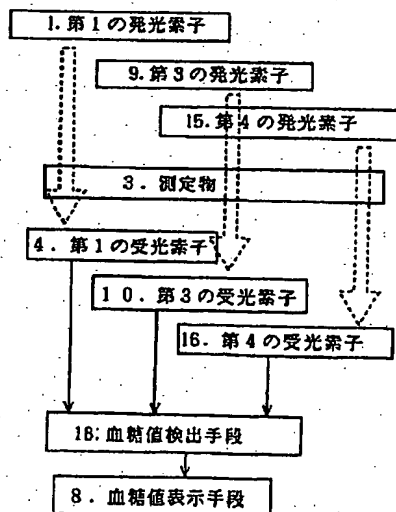 1. 第1の発光素子
9. 第3の発光素子
15. 第4の発光素子
3. 測定物
4. 第1の受光素子
10. 第3の受光素子
16. 第4の受光素子
18: 血糖値検出手段
8. 血糖値表示手段